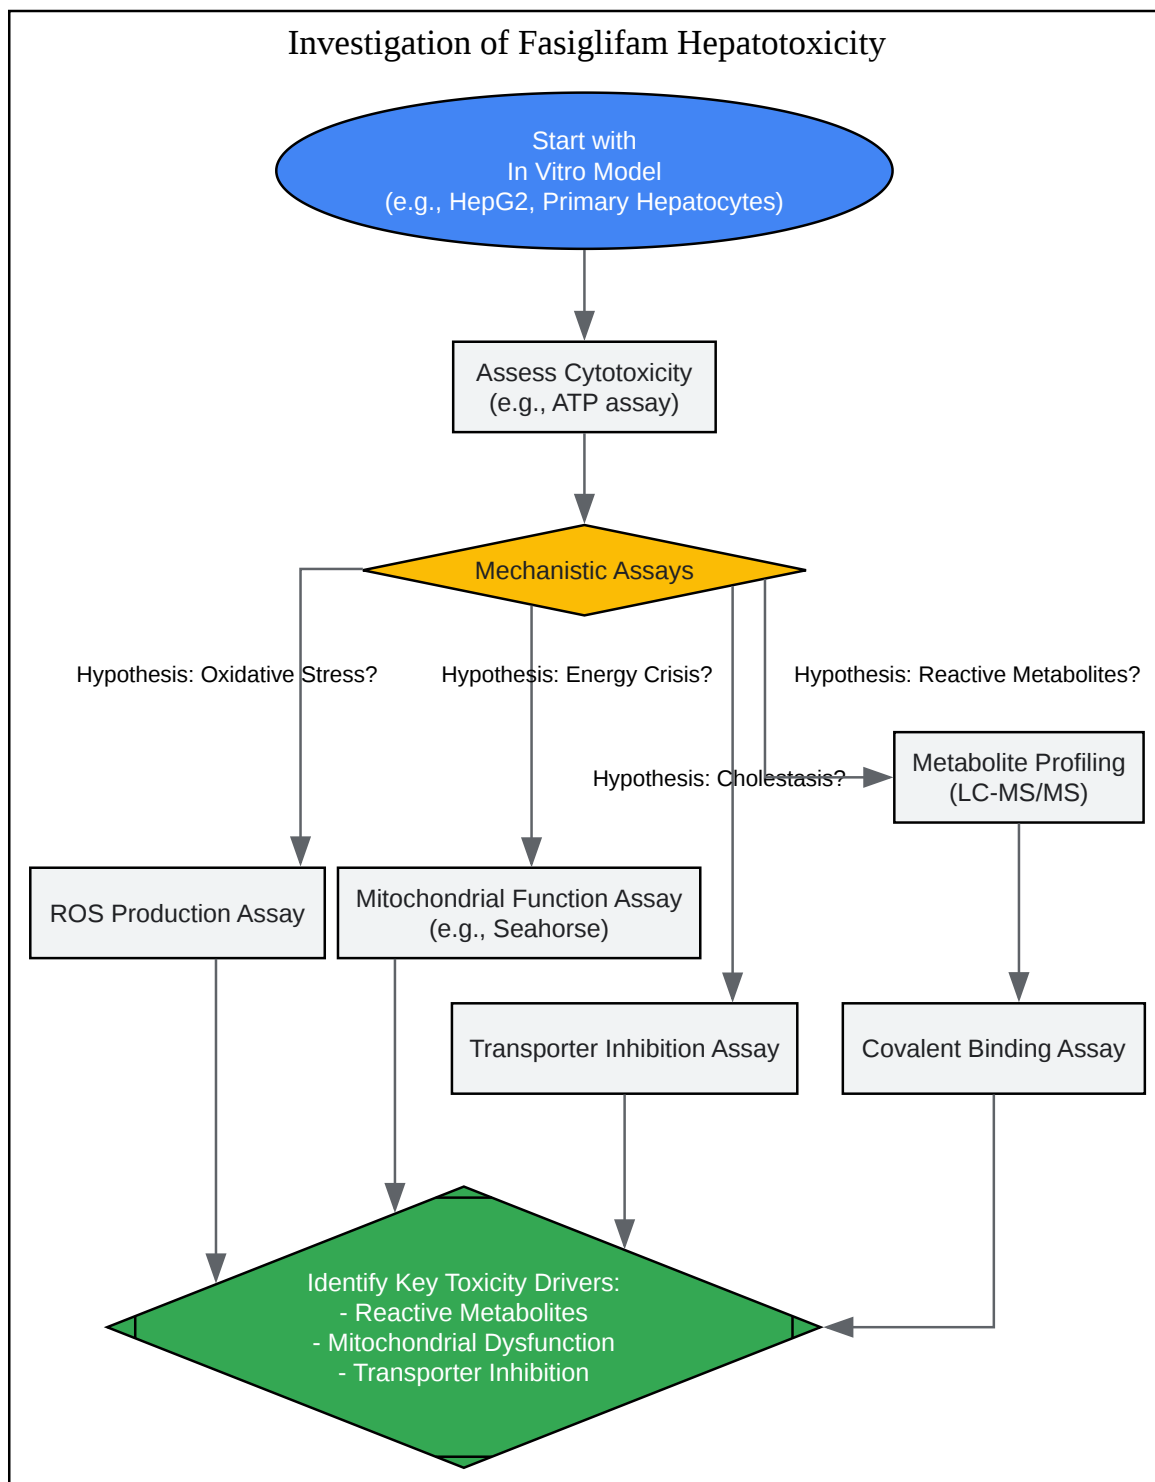 Investigation of Fasiglifam Hepatotoxicity
Start with
In Vitro Model
(e.g., HepG2, Primary Hepatocytes)
Assess Cytotoxicity
(e.g., ATP assay)
Mechanistic Assays
Hypothesis: Oxidative Stress?
Hypothesis: Energy Crisis?
Hypothesis: Reactive Metabolites?
Hypothesis: Cholestasis?
Metabolite Profiling
(LC-MS/MS)
ROS Production Assay
Mitochondrial Function Assay
(e.g., Seahorse)
Transporter Inhibition Assay
Covalent Binding Assay
Identify Key Toxicity Drivers:
- Reactive Metabolites
- Mitochondrial Dysfunction
- Transporter Inhibition